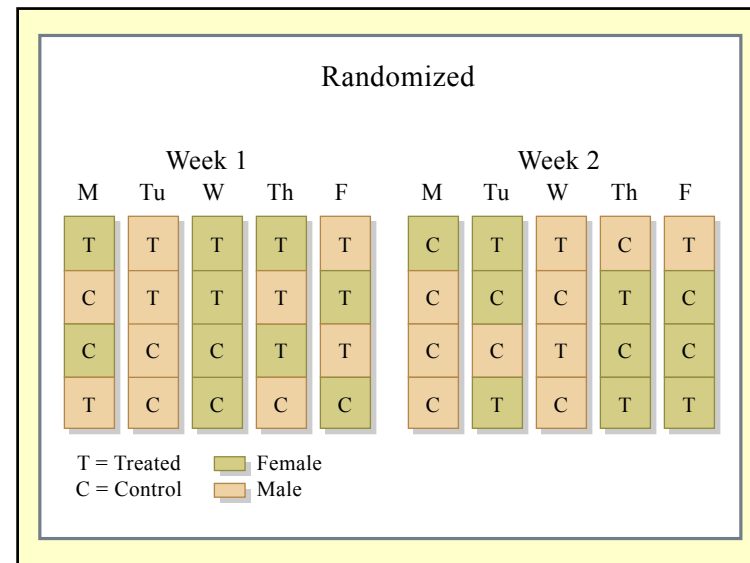 Randomized
Week 1 Week 2
M Tu W Th F M Tu W Th F
T T T T T C T T C T
C T T T T C C C T C
C C C T T C C T C C
T C C C C C T C T T
T = Treated Female
C = Control Male